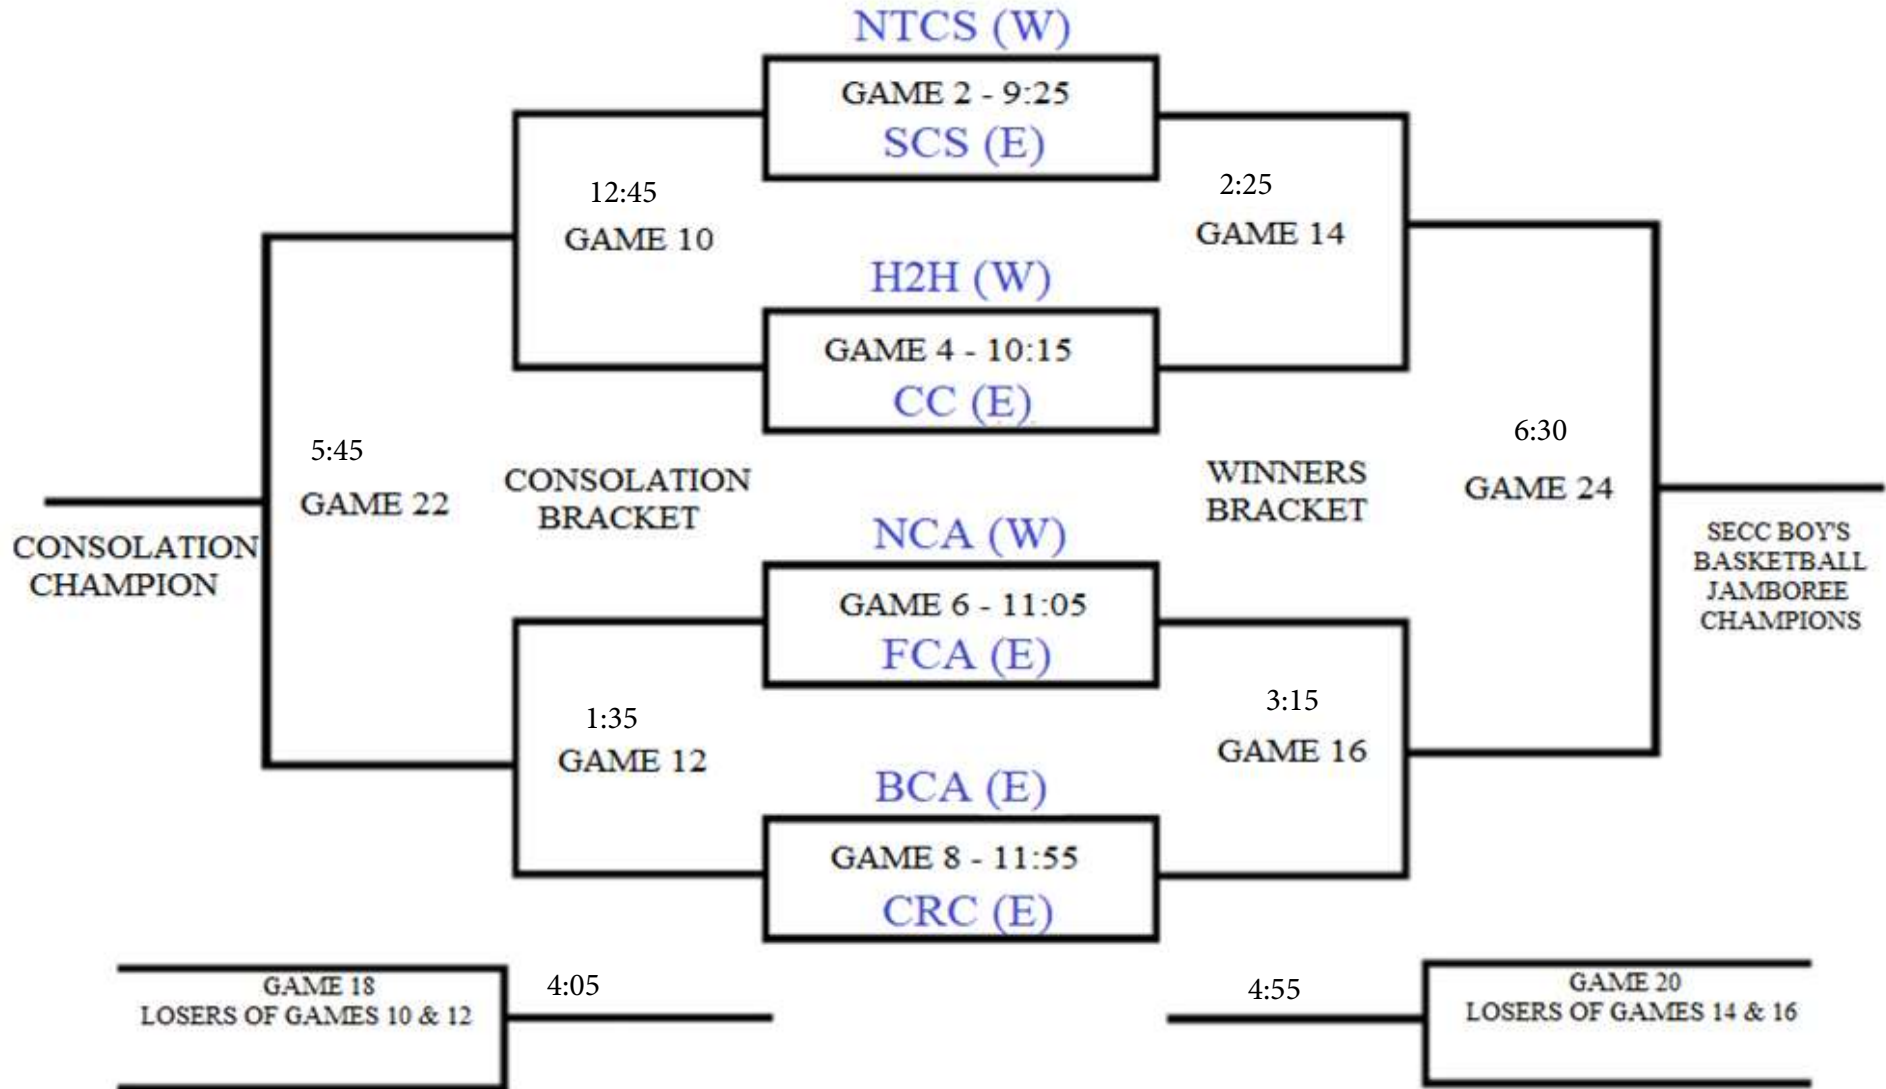 NTCS (W)
GAME 2 - 9:25
SCS (E)
12:45
GAME 10
2:25
GAME 14
H2H (W)
GAME 4 - 10:15
CC (E)
5:45
GAME 22
CONSOLATION
BRACKET
WINNERS
BRACKET
6:30
GAME 24
CONSOLATION
CHAMPION
SECC BOY'S
BASKETBALL
JAMBOREE
CHAMPIONS
NCA (W)
GAME 6 - 11:05
FCA (E)
1:35
GAME 12
3:15
GAME 16
BCA (E)
GAME 8 - 11:55
CRC (E)
GAME 18
LOSERS OF GAMES 10 & 12
4:05
4:55
GAME 20
LOSERS OF GAMES 14 & 16